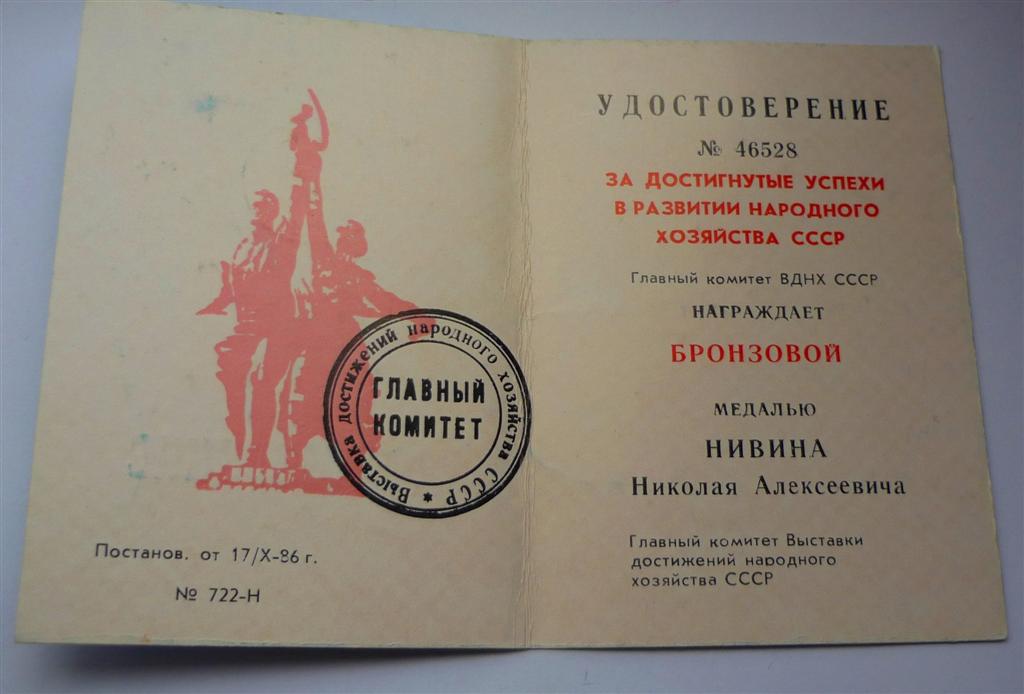 Постанов. от 17/X-86 г.
№ 722-Н
Выставка достижений народного хозяйства СССР *
ГЛАВНЫЙ
КОМИТЕТ
УДОСТОВЕРЕНИЕ
№ 46528
ЗА ДОСТИГНУТЫЕ УСПЕХИ
В РАЗВИТИИ НАРОДНОГО
ХОЗЯЙСТВА СССР
Главный комитет ВДНХ СССР
НАГРАЖДАЕТ
БРОНЗОВОЙ
МЕДАЛЬЮ
НИВИНА
Николая Алексеевича
Главный комитет Выставки
достижений народного
хозяйства СССР